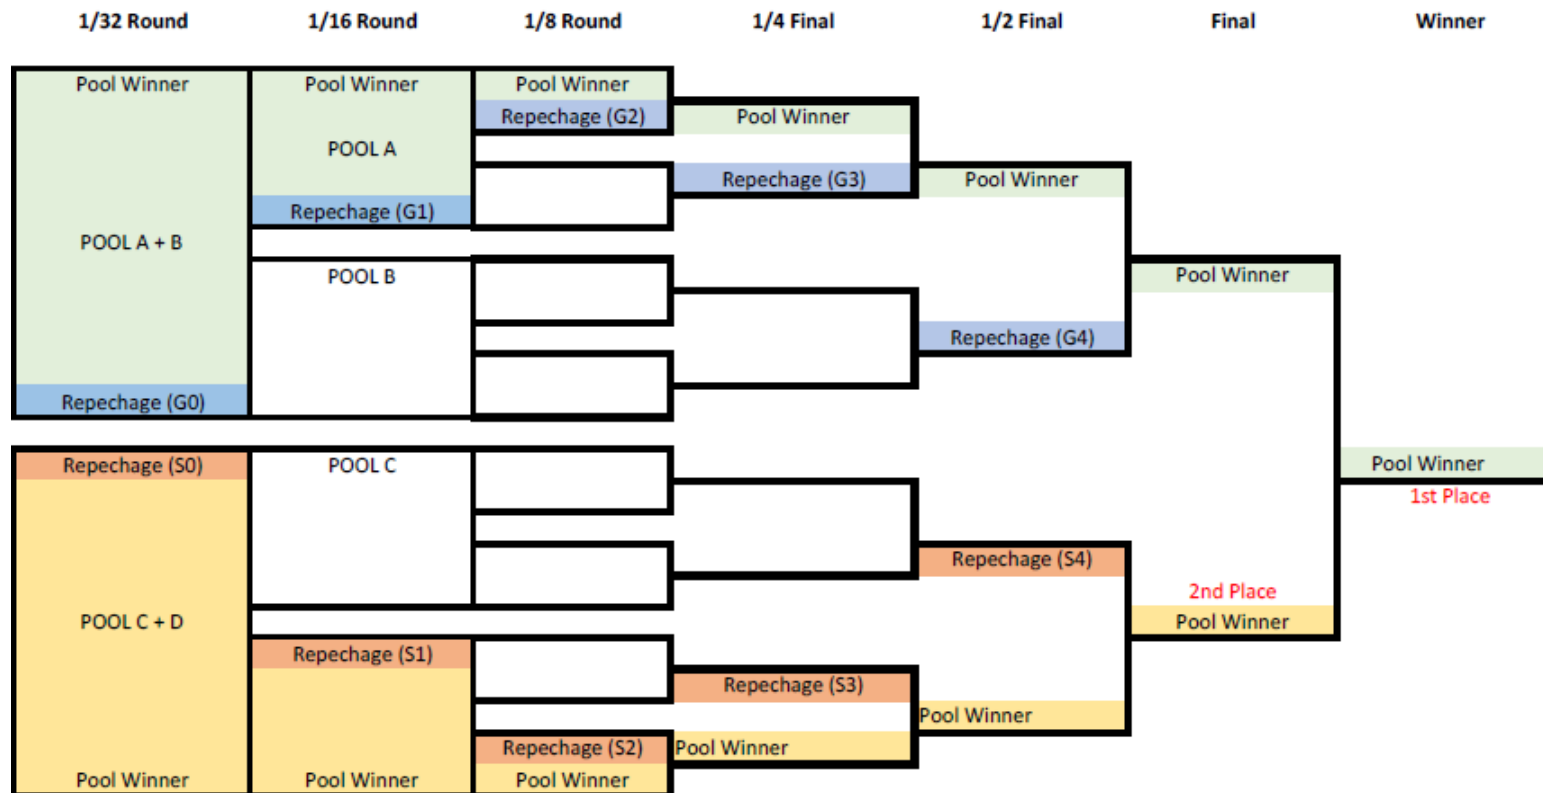 1/32 Round 1/16 Round 1/8 Round 1/4 Final 1/2 Final Final Winner
Pool Winner Pool Winner Pool Winner
Repechage (G2) Pool Winner
POOL A
Repechage (G3) Pool Winner
Repechage (G1)
POOL A + B
POOL B Pool Winner
Repechage (G4)
Repechage (G0)
Repechage (S0) POOL C Pool Winner
1st Place
Repechage (S4)
2nd Place
POOL C + D Pool Winner
Repechage (S1)
Repechage (S3)
Pool Winner
Repechage (S2) Pool Winner
Pool Winner Pool Winner Pool Winner